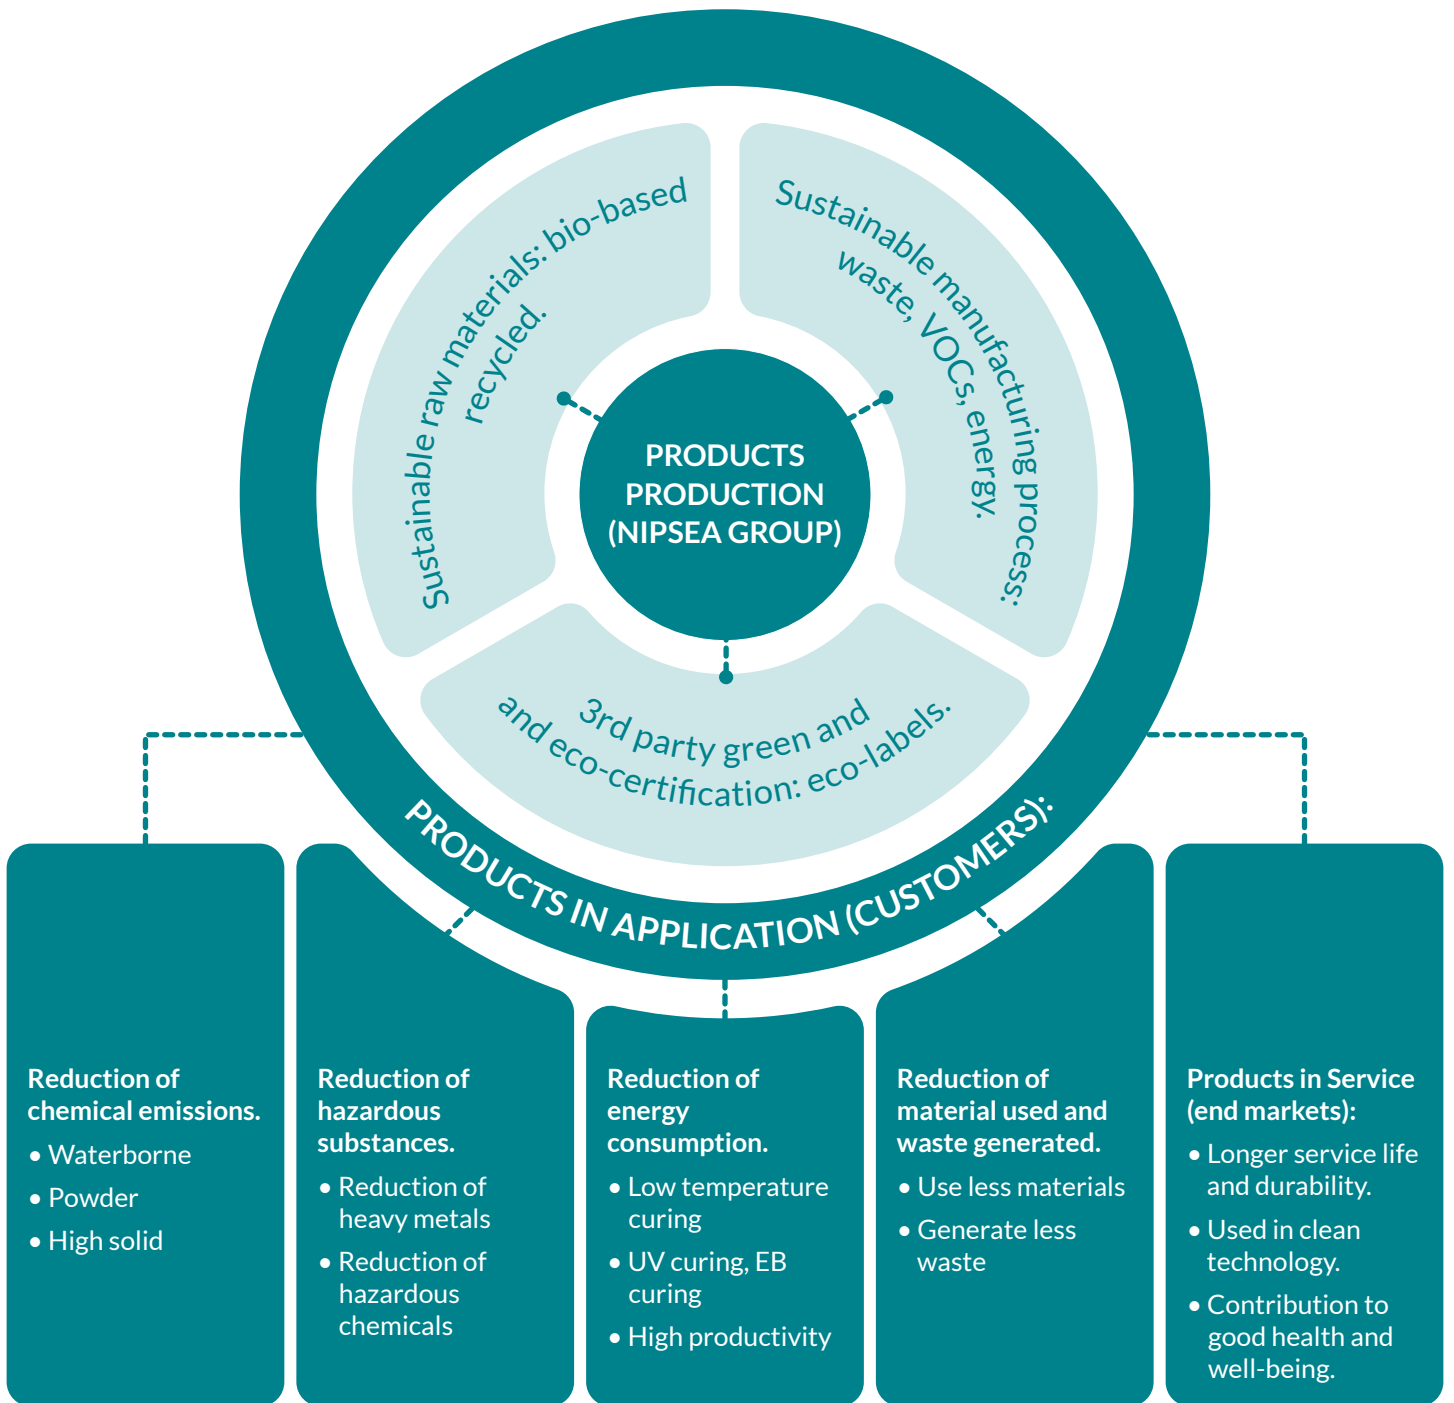 Sustainable raw materials: bio-based
recycled.
Sustainable manufacturing process:
waste, VOCs, energy.
PRODUCTS
PRODUCTION
(NIPSEA GROUP)
3rd party green and
and eco-certification: eco-labels.
PRODUCTS IN APPLICATION (CUSTOMERS):
Reduction of
chemical emissions.
• Waterborne
• Powder
• High solid
Reduction of
hazardous
substances.
• Reduction of
heavy metals
• Reduction of
hazardous
chemicals
Reduction of
energy
consumption.
• Low temperature
curing
• UV curing, EB
curing
• High productivity
Reduction of
material used and
waste generated.
• Use less materials
• Generate less
waste
Products in Service
(end markets):
• Longer service life
and durability.
• Used in clean
technology.
• Contribution to
good health and
well-being.